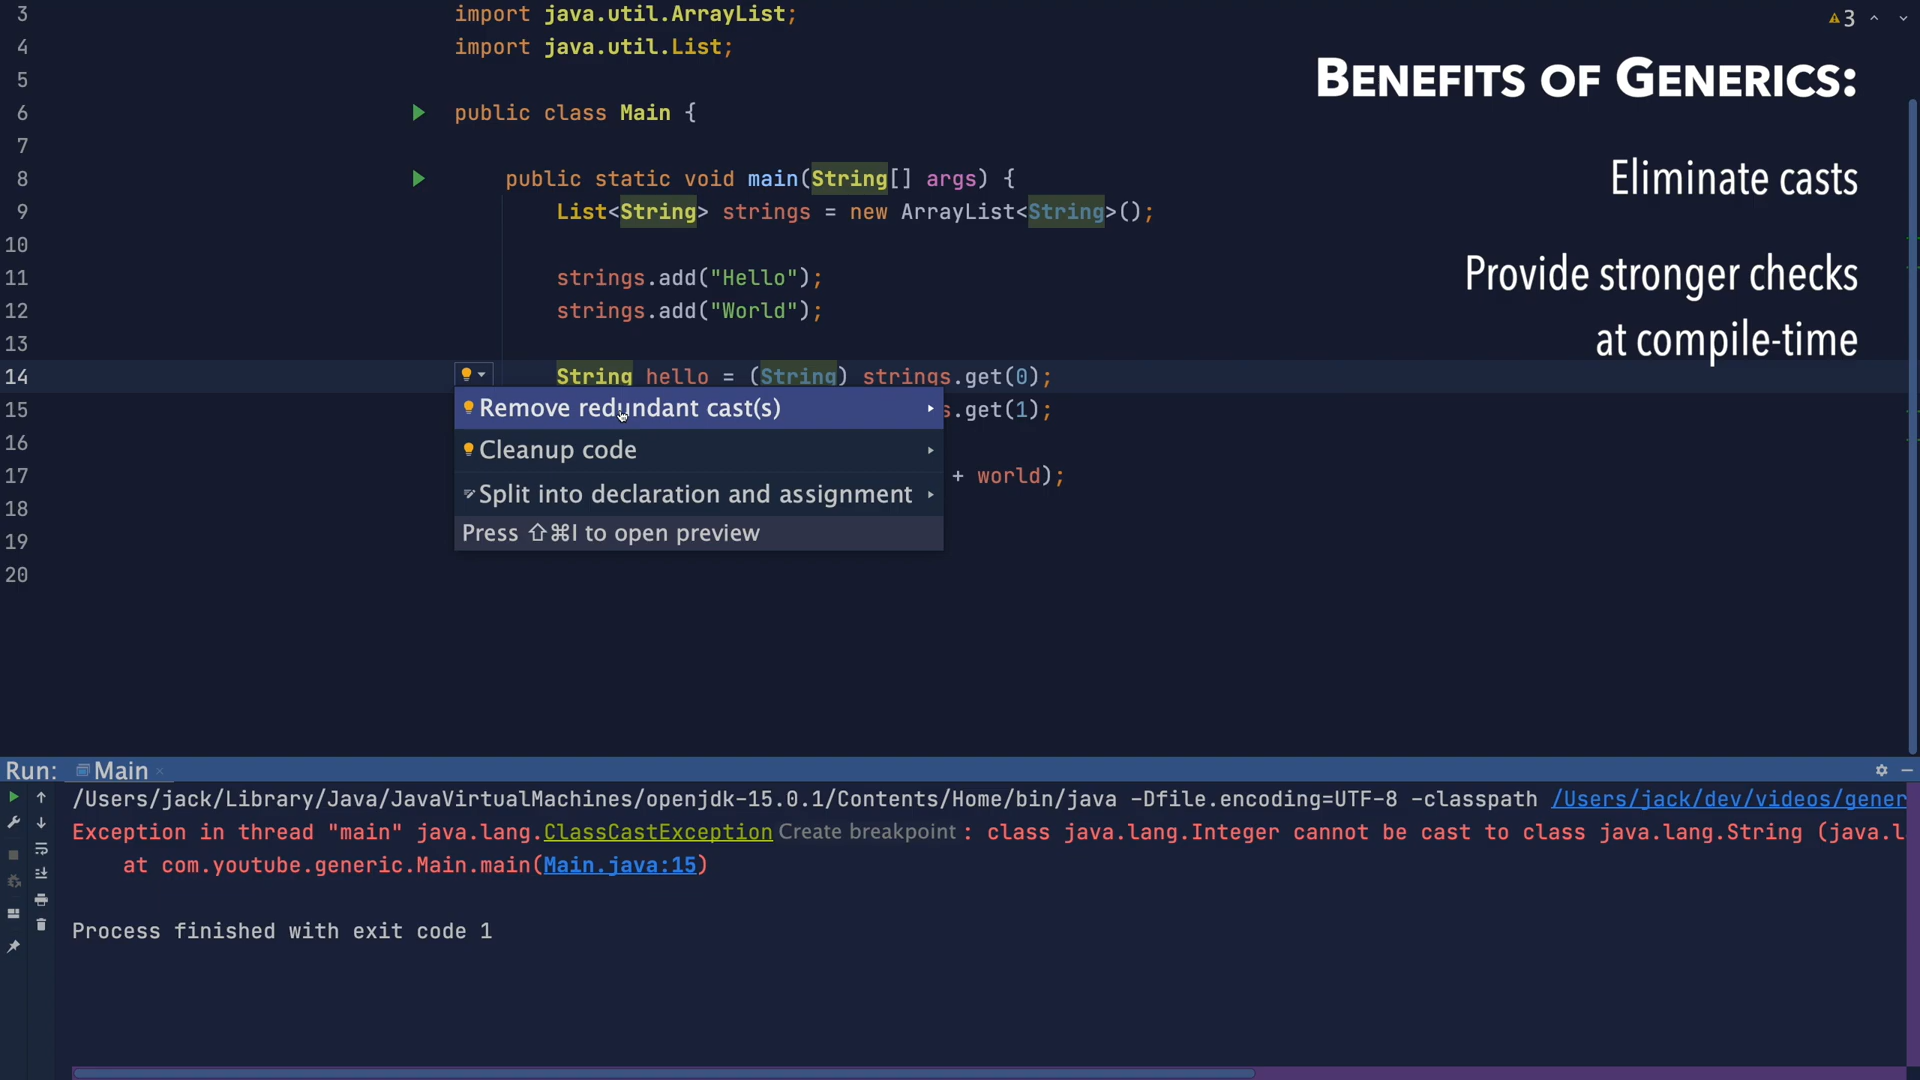 3 import java.util.ArrayList;
4 import java.util.List;
5
6 public class Main {
7
8 public static void main(String[] args) {
9 List<String> strings = new ArrayList<String>();
10
11 strings.add("Hello");
12 strings.add("World");
13
14 String hello = (String) strings.get(0);
15 s.get(1);
16
17 + world);
18
19
20
Remove redundant cast(s)
Cleanup code
Split into declaration and assignment
Press ⇧⌘I to open preview
3
BENEFITS OF GENERICS:
Eliminate casts
Provide stronger checks
at compile-time
Run: Main
/Users/jack/Library/Java/JavaVirtualMachines/openjdk-15.0.1/Contents/Home/bin/java -Dfile.encoding=UTF-8 -classpath /Users/jack/dev/videos/gener
Exception in thread "main" java.lang.ClassCastException Create breakpoint : class java.lang.Integer cannot be cast to class java.lang.String (java.l
at com.youtube.generic.Main.main(Main.java:15)
Process finished with exit code 1